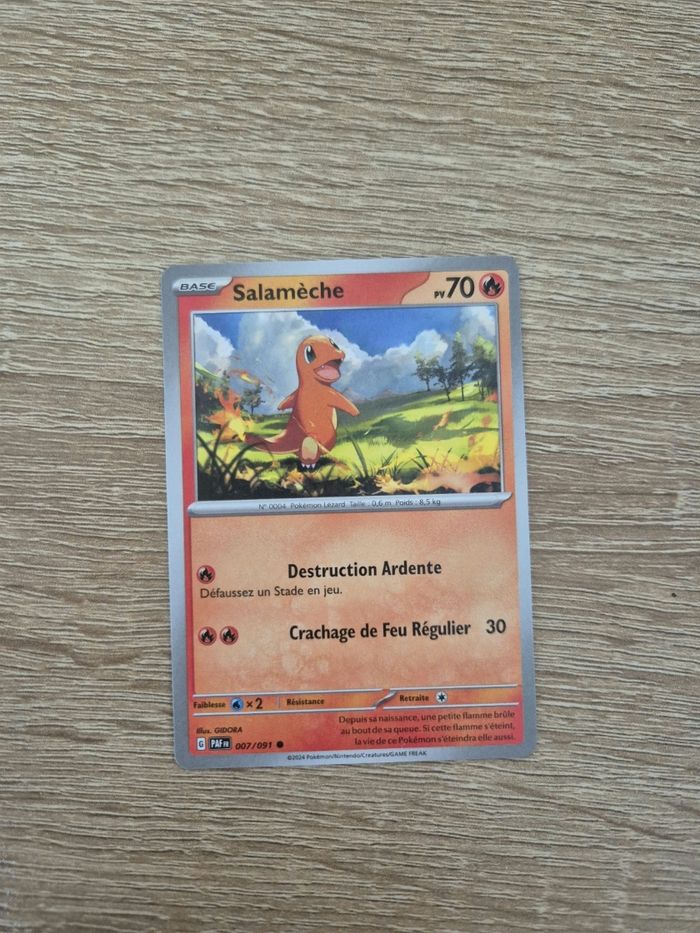 BASE Salamèche PV 70
N° 0004 Pokémon Lézard Taille : 0,6 m Poids : 8,5 kg
Destruction Ardente
Défaussez un Stade en jeu.
Crachage de Feu Régulier 30
Faiblesse ×2 Résistance Retraite
Illus. GIDORA
Depuis sa naissance, une petite flamme brûle
au bout de sa queue. Si cette flamme s'éteint,
la vie de ce Pokémon s'éteindra elle aussi.
G PAF FR 007/091
©2024 Pokémon/Nintendo/Creatures/GAME FREAK